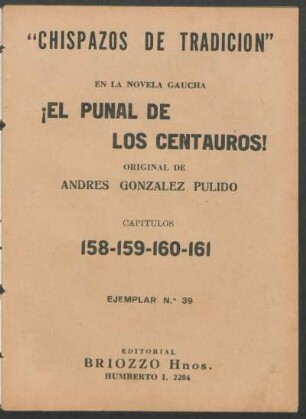 "CHISPAZOS DE TRADICION"
EN LA NOVELA GAUCHA
¡EL PUNAL DE
LOS CENTAUROS!
ORIGINAL DE
ANDRES GONZALEZ PULIDO
CAPITULOS
158-159-160-161
EJEMPLAR N.° 39
EDITORIAL
BRIOZZO Hnos.
HUMBERTO I. 2264